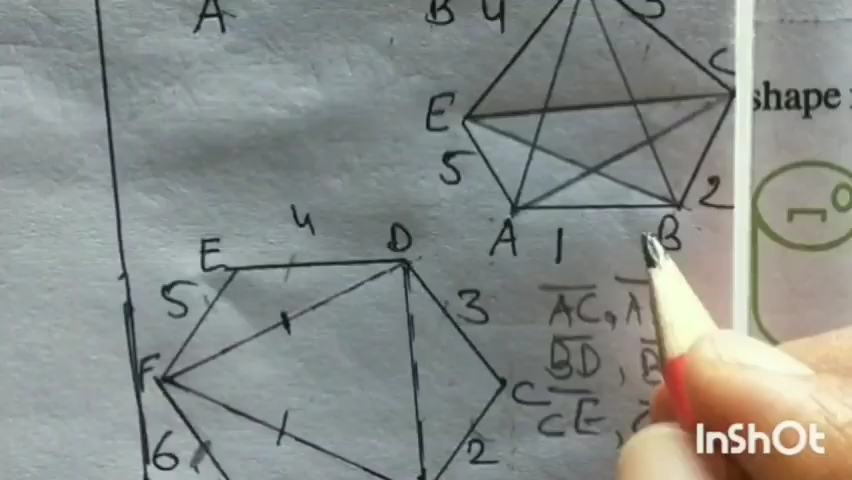 A
B 4 3
C
E
shape
5
2
A 1 B
4
E D
5
3
AC, A
F
BD, B
C
CE, C
6
2
InShOt